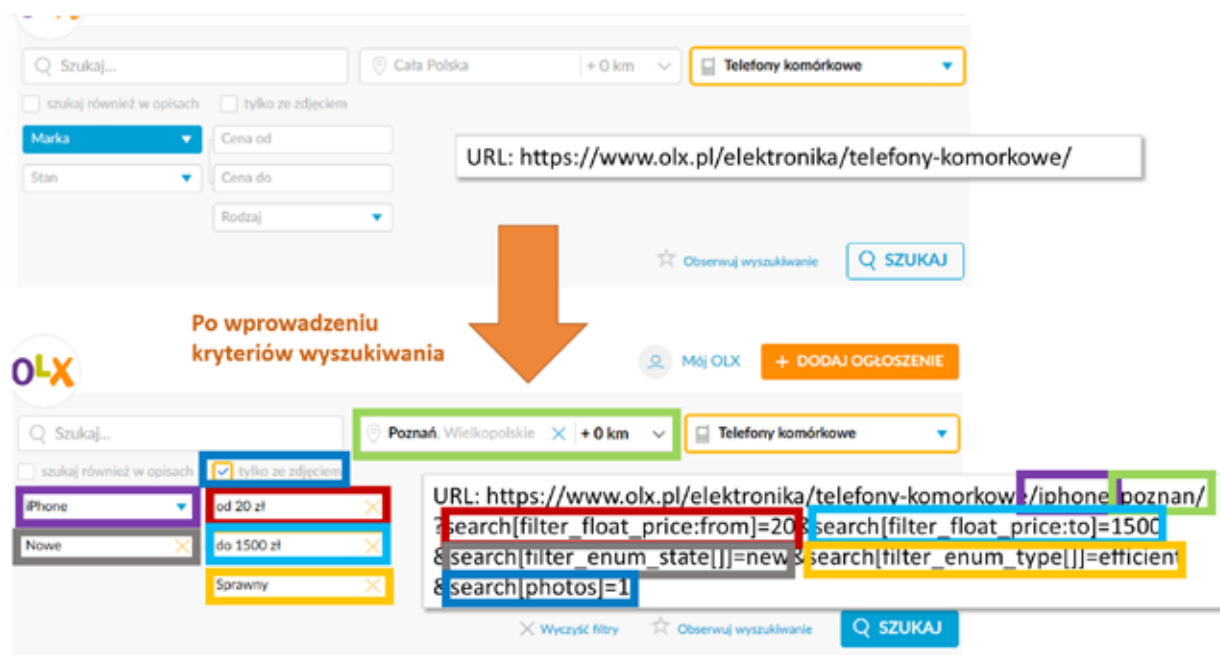 Szukaj...
Cała Polska
+ 0 km
Telefony komórkowe
szukaj również w opisach
tylko ze zdjęciem
Marka
Cena od
URL: https://www.olx.pl/elektronika/telefony-komorkowe/
Stan
Cena do
Rodzaj
Obserwuj wyszukiwanie
SZUKAJ
Po wprowadzeniu
kryteriów wyszukiwania
OLX
Mój OLX
+ DODAJ OGŁOSZENIE
Szukaj...
Poznań, Wielkopolskie
+ 0 km
Telefony komórkowe
szukaj również w opisach
tylko ze zdjęciem
iPhone
od 20 zł
URL: https://www.olx.pl/elektronika/telefony-komorkowe/iphone/poznan/
?search[filter_float_price:from]=20&search[filter_float_price:to]=1500
Nowe
do 1500 zł
&search[filter_enum_state[]]=new&search[filter_enum_type[]]=efficient
Sprawny
&search[photos]=1
Wyczyść filtry
Obserwuj wyszukiwanie
SZUKAJ